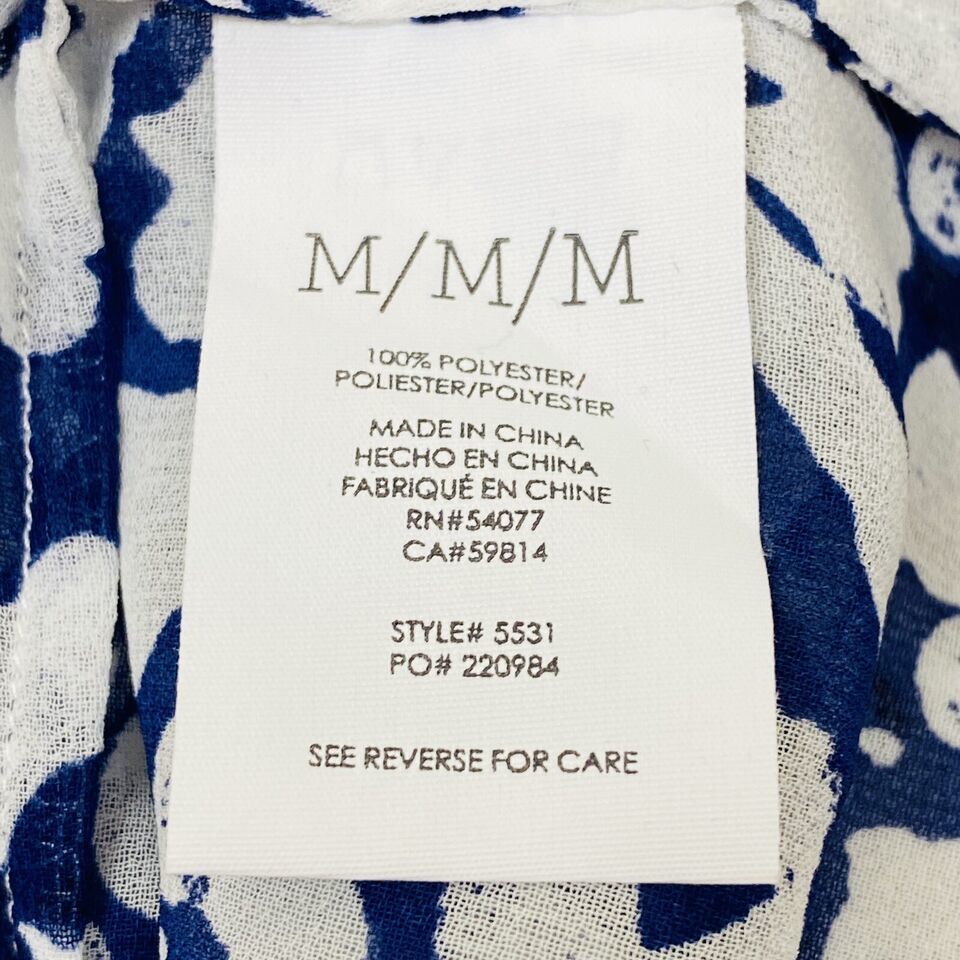 M/M/M
100% POLYESTER/
POLIESTER/POLYESTER
MADE IN CHINA
HECHO EN CHINA
FABRIQUÉ EN CHINE
RN#54077
CA#59814
STYLE# 5531
PO# 220984
SEE REVERSE FOR CARE